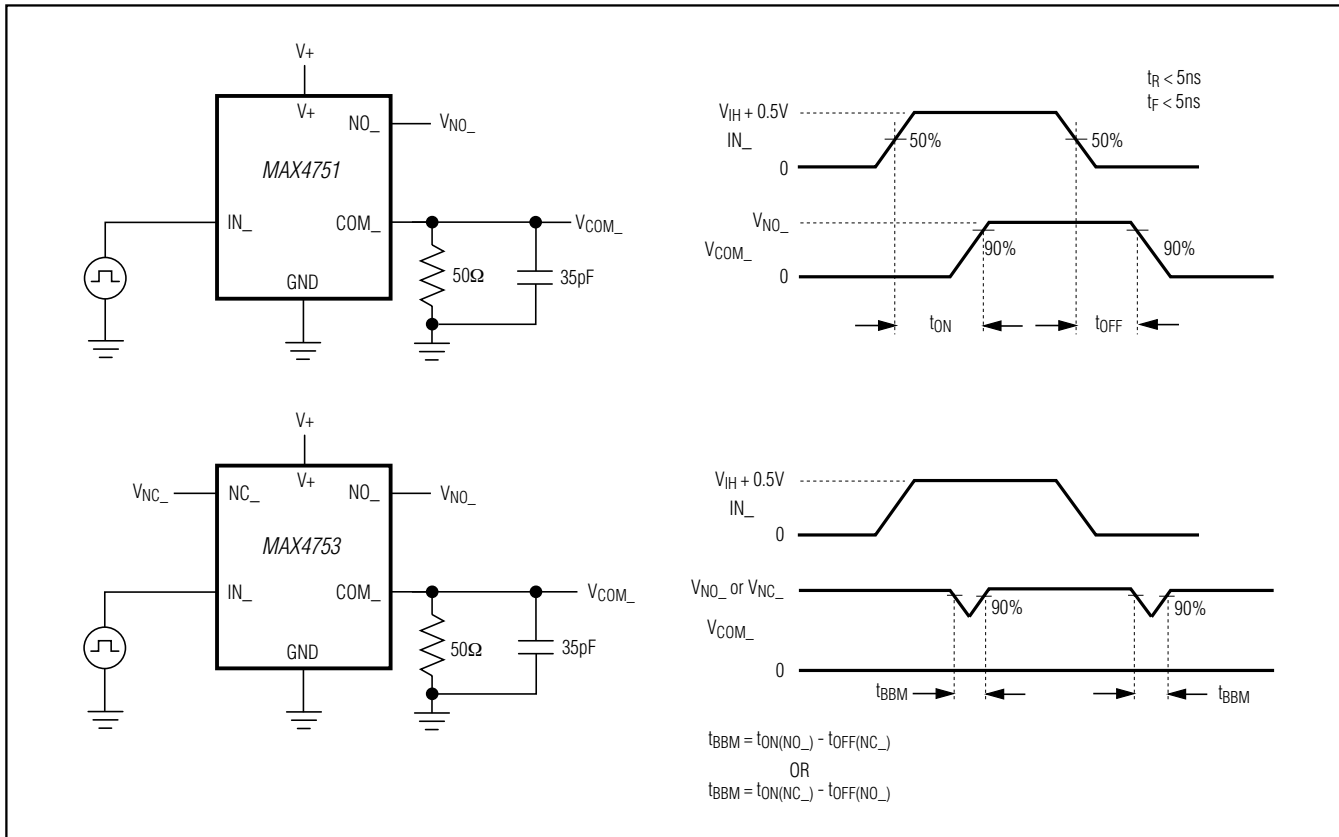 V+
V+
NO_
V_NO_
MAX4751
IN_
COM_
V_COM_
50Ω
35pF
GND
t_R < 5ns
t_F < 5ns
V_IH + 0.5V
IN_
50%
50%
0
V_NO_
90%
90%
V_COM_
0
t_ON
t_OFF
V+
V+
V_NC_
NC_
NO_
V_NO_
MAX4753
IN_
COM_
V_COM_
50Ω
35pF
GND
V_IH + 0.5V
IN_
0
V_NO_ or V_NC_
90%
90%
V_COM_
0
t_BBM
t_BBM
t_BBM = t_ON(NO_) - t_OFF(NC_)
OR
t_BBM = t_ON(NC_) - t_OFF(NO_)